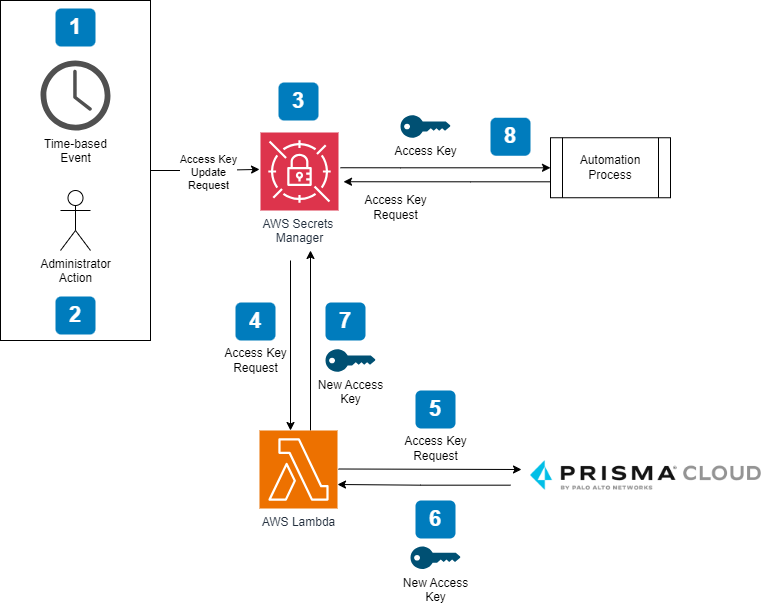 1
Time-based
Event
Administrator
Action
2
Access Key
Update
Request
3
AWS Secrets
Manager
Access Key
8
Access Key
Request
Automation
Process
4
Access Key
Request
7
New Access
Key
5
Access Key
Request
AWS Lambda
PRISMA® CLOUD
BY PALO ALTO NETWORKS
6
New Access
Key